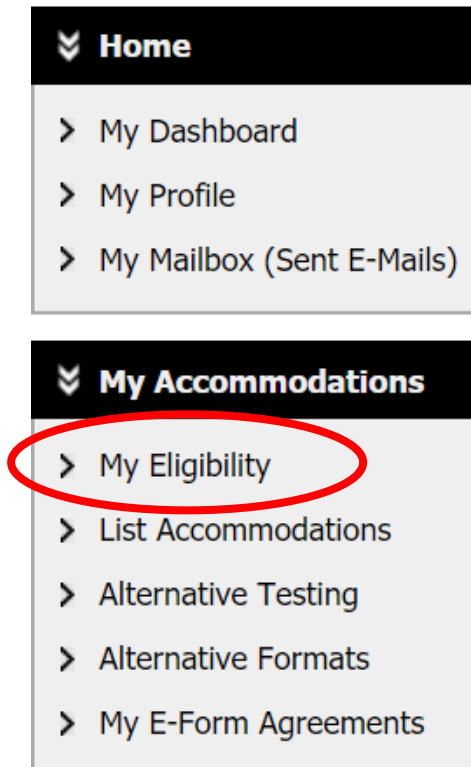 Home
My Dashboard
My Profile
My Mailbox (Sent E-Mails)
My Accommodations
My Eligibility
List Accommodations
Alternative Testing
Alternative Formats
My E-Form Agreements